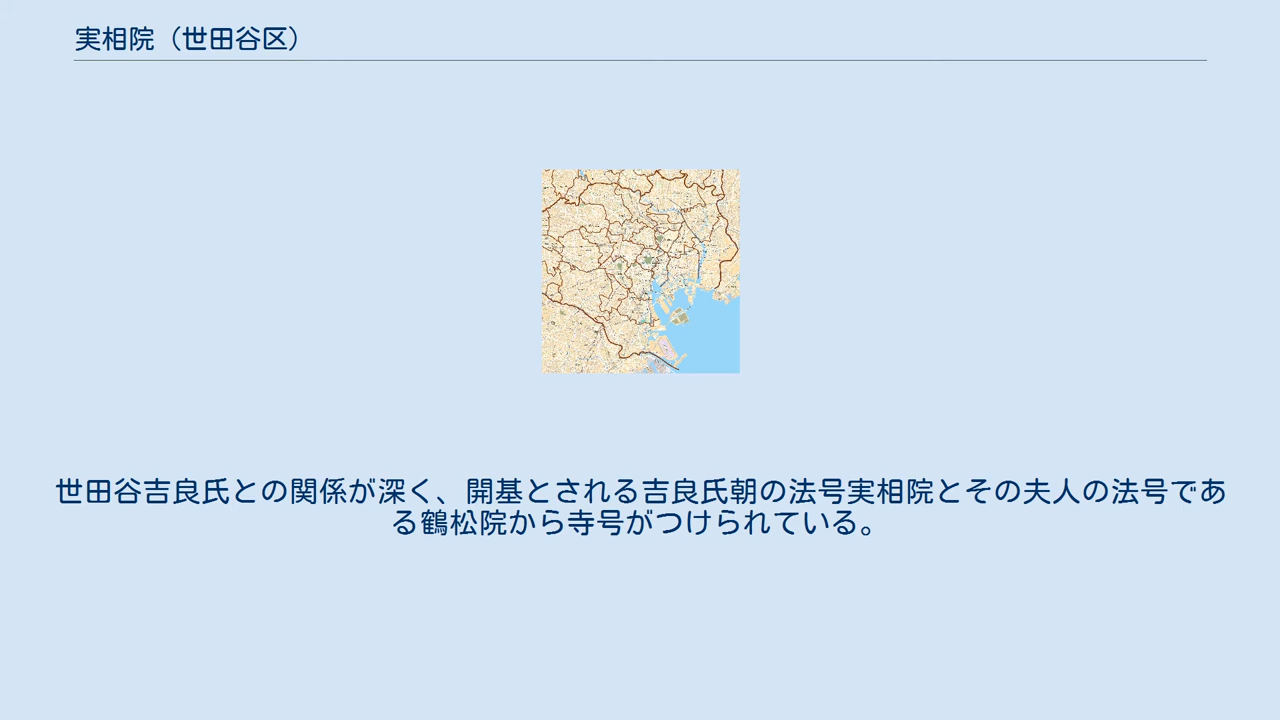 実相院（世田谷区）
世田谷吉良氏との関係が深く、開基とされる吉良氏朝の法号実相院とその夫人の法号であ
る鶴松院から寺号がつけられている。